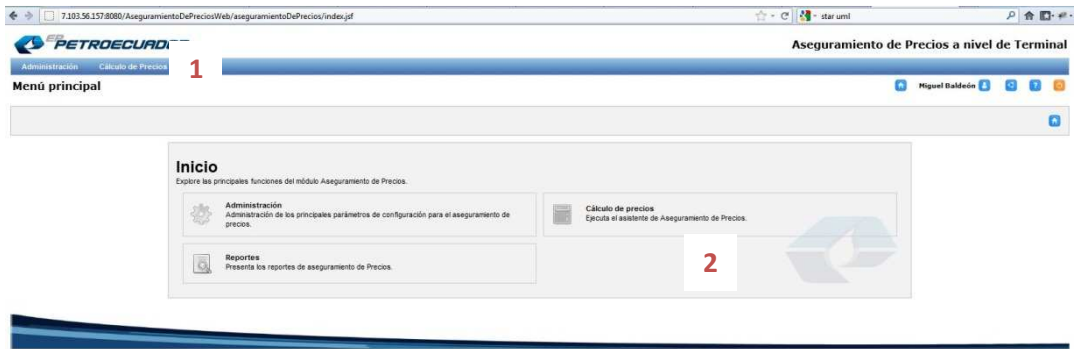 7.103.56.157:8080/AseguramientoDePreciosWeb/aseguramientoDePrecios/index.jsf
star uml
EP PETROECUAD
Aseguramiento de Precios a nivel de Terminal
Administración Cálculo de Precios
1
Menú principal
Miguel Baldeón
Inicio
Explore las principales funciones del módulo Aseguramiento de Precios.
Administración
Administración de los principales parámetros de configuración para el aseguramiento de
precios.
Cálculo de precios
Ejecuta el asistente de Aseguramiento de Precios.
Reportes
Presenta los reportes de aseguramiento de Precios.
2